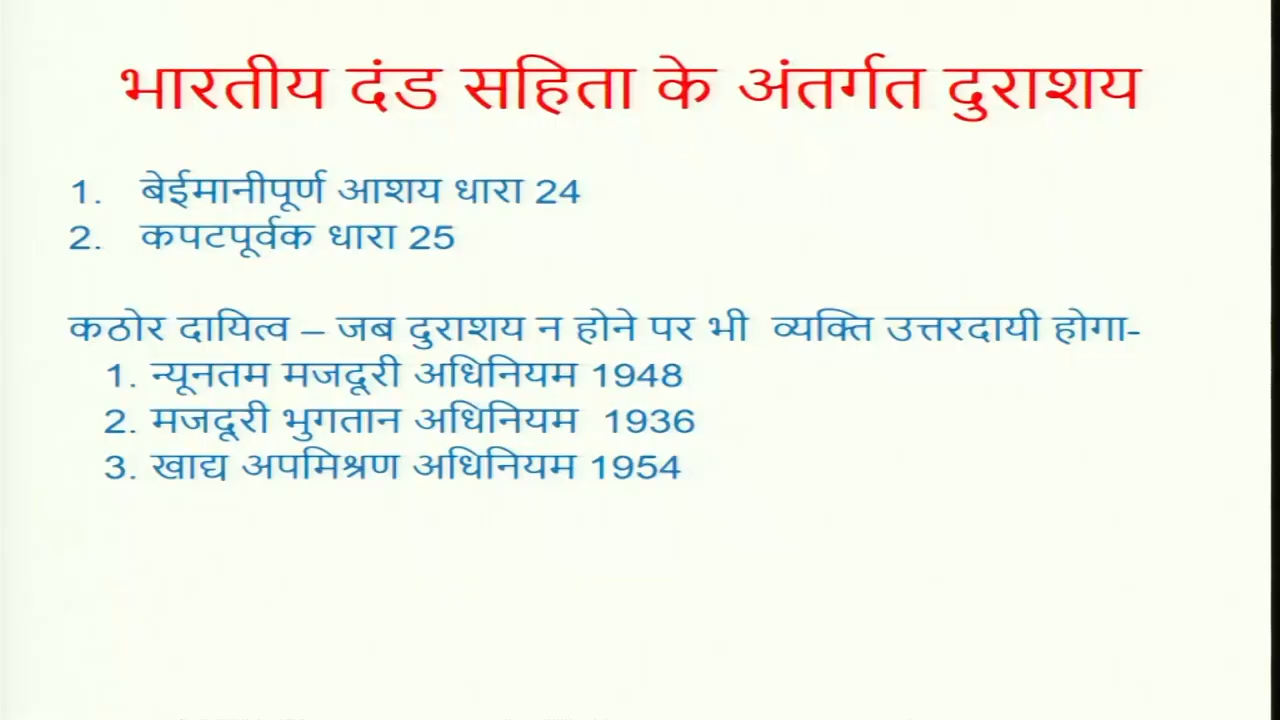 भारतीय दंड सहिता के अंतर्गत दुराशय
1. बेईमानीपूर्ण आशय धारा 24
2. कपटपूर्वक धारा 25
कठोर दायित्व – जब दुराशय न होने पर भी व्यक्ति उत्तरदायी होगा-
1. न्यूनतम मजदूरी अधिनियम 1948
2. मजदूरी भुगतान अधिनियम 1936
3. खाद्य अपमिश्रण अधिनियम 1954